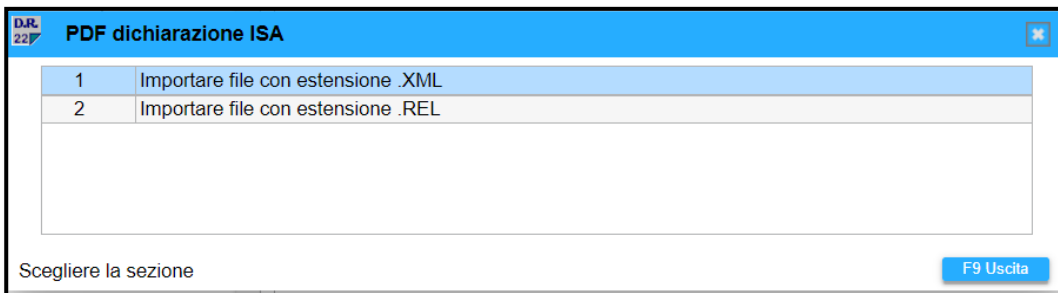 D.R.
22
PDF dichiarazione ISA
1 Importare file con estensione .XML
2 Importare file con estensione .REL
Scegliere la sezione
F9 Uscita